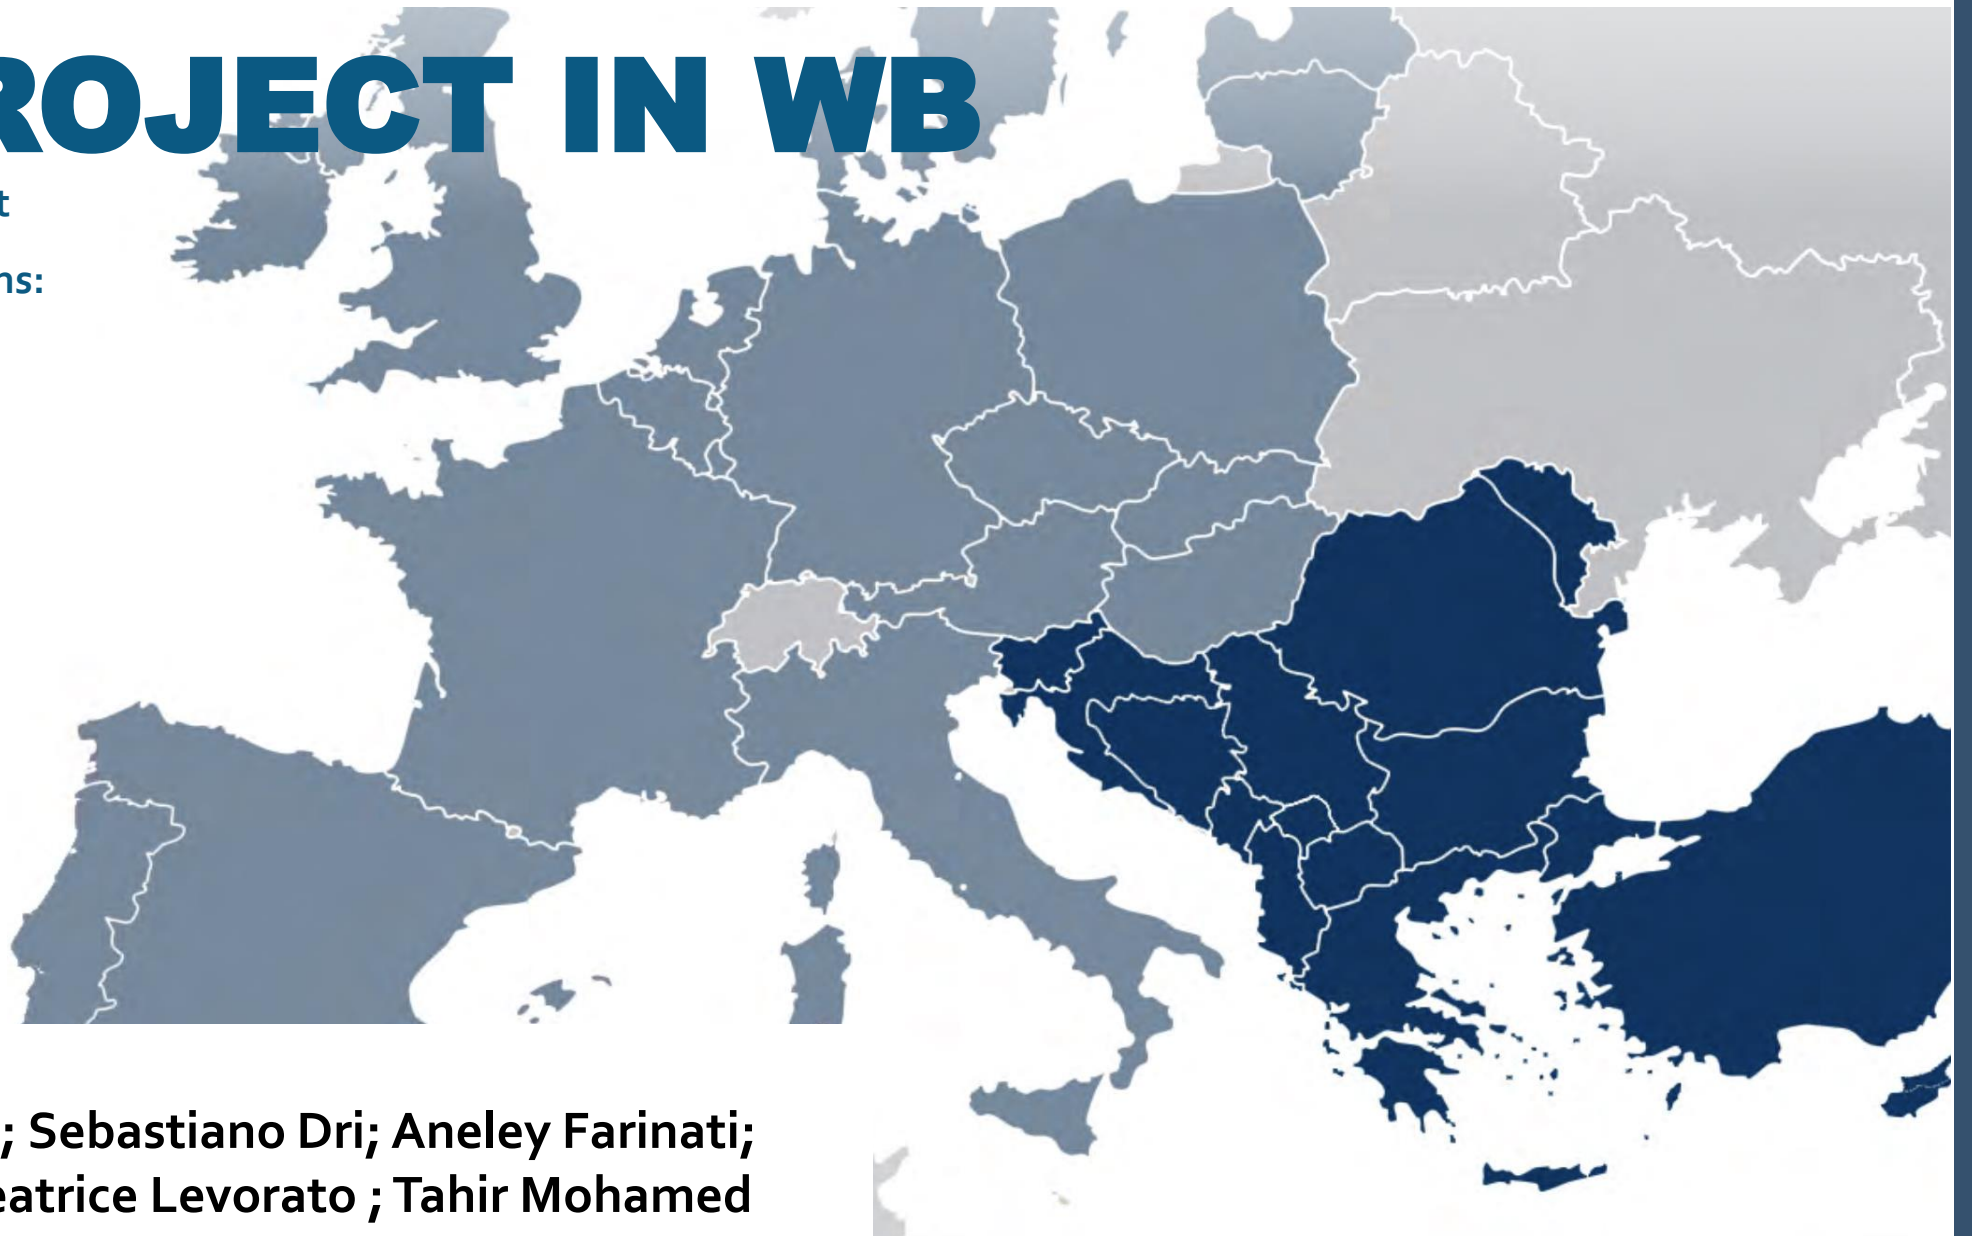 ROJECT IN WB
t
ns:
; Sebastiano Dri; Aneley Farinati;
eatrice Levorato ; Tahir Mohamed